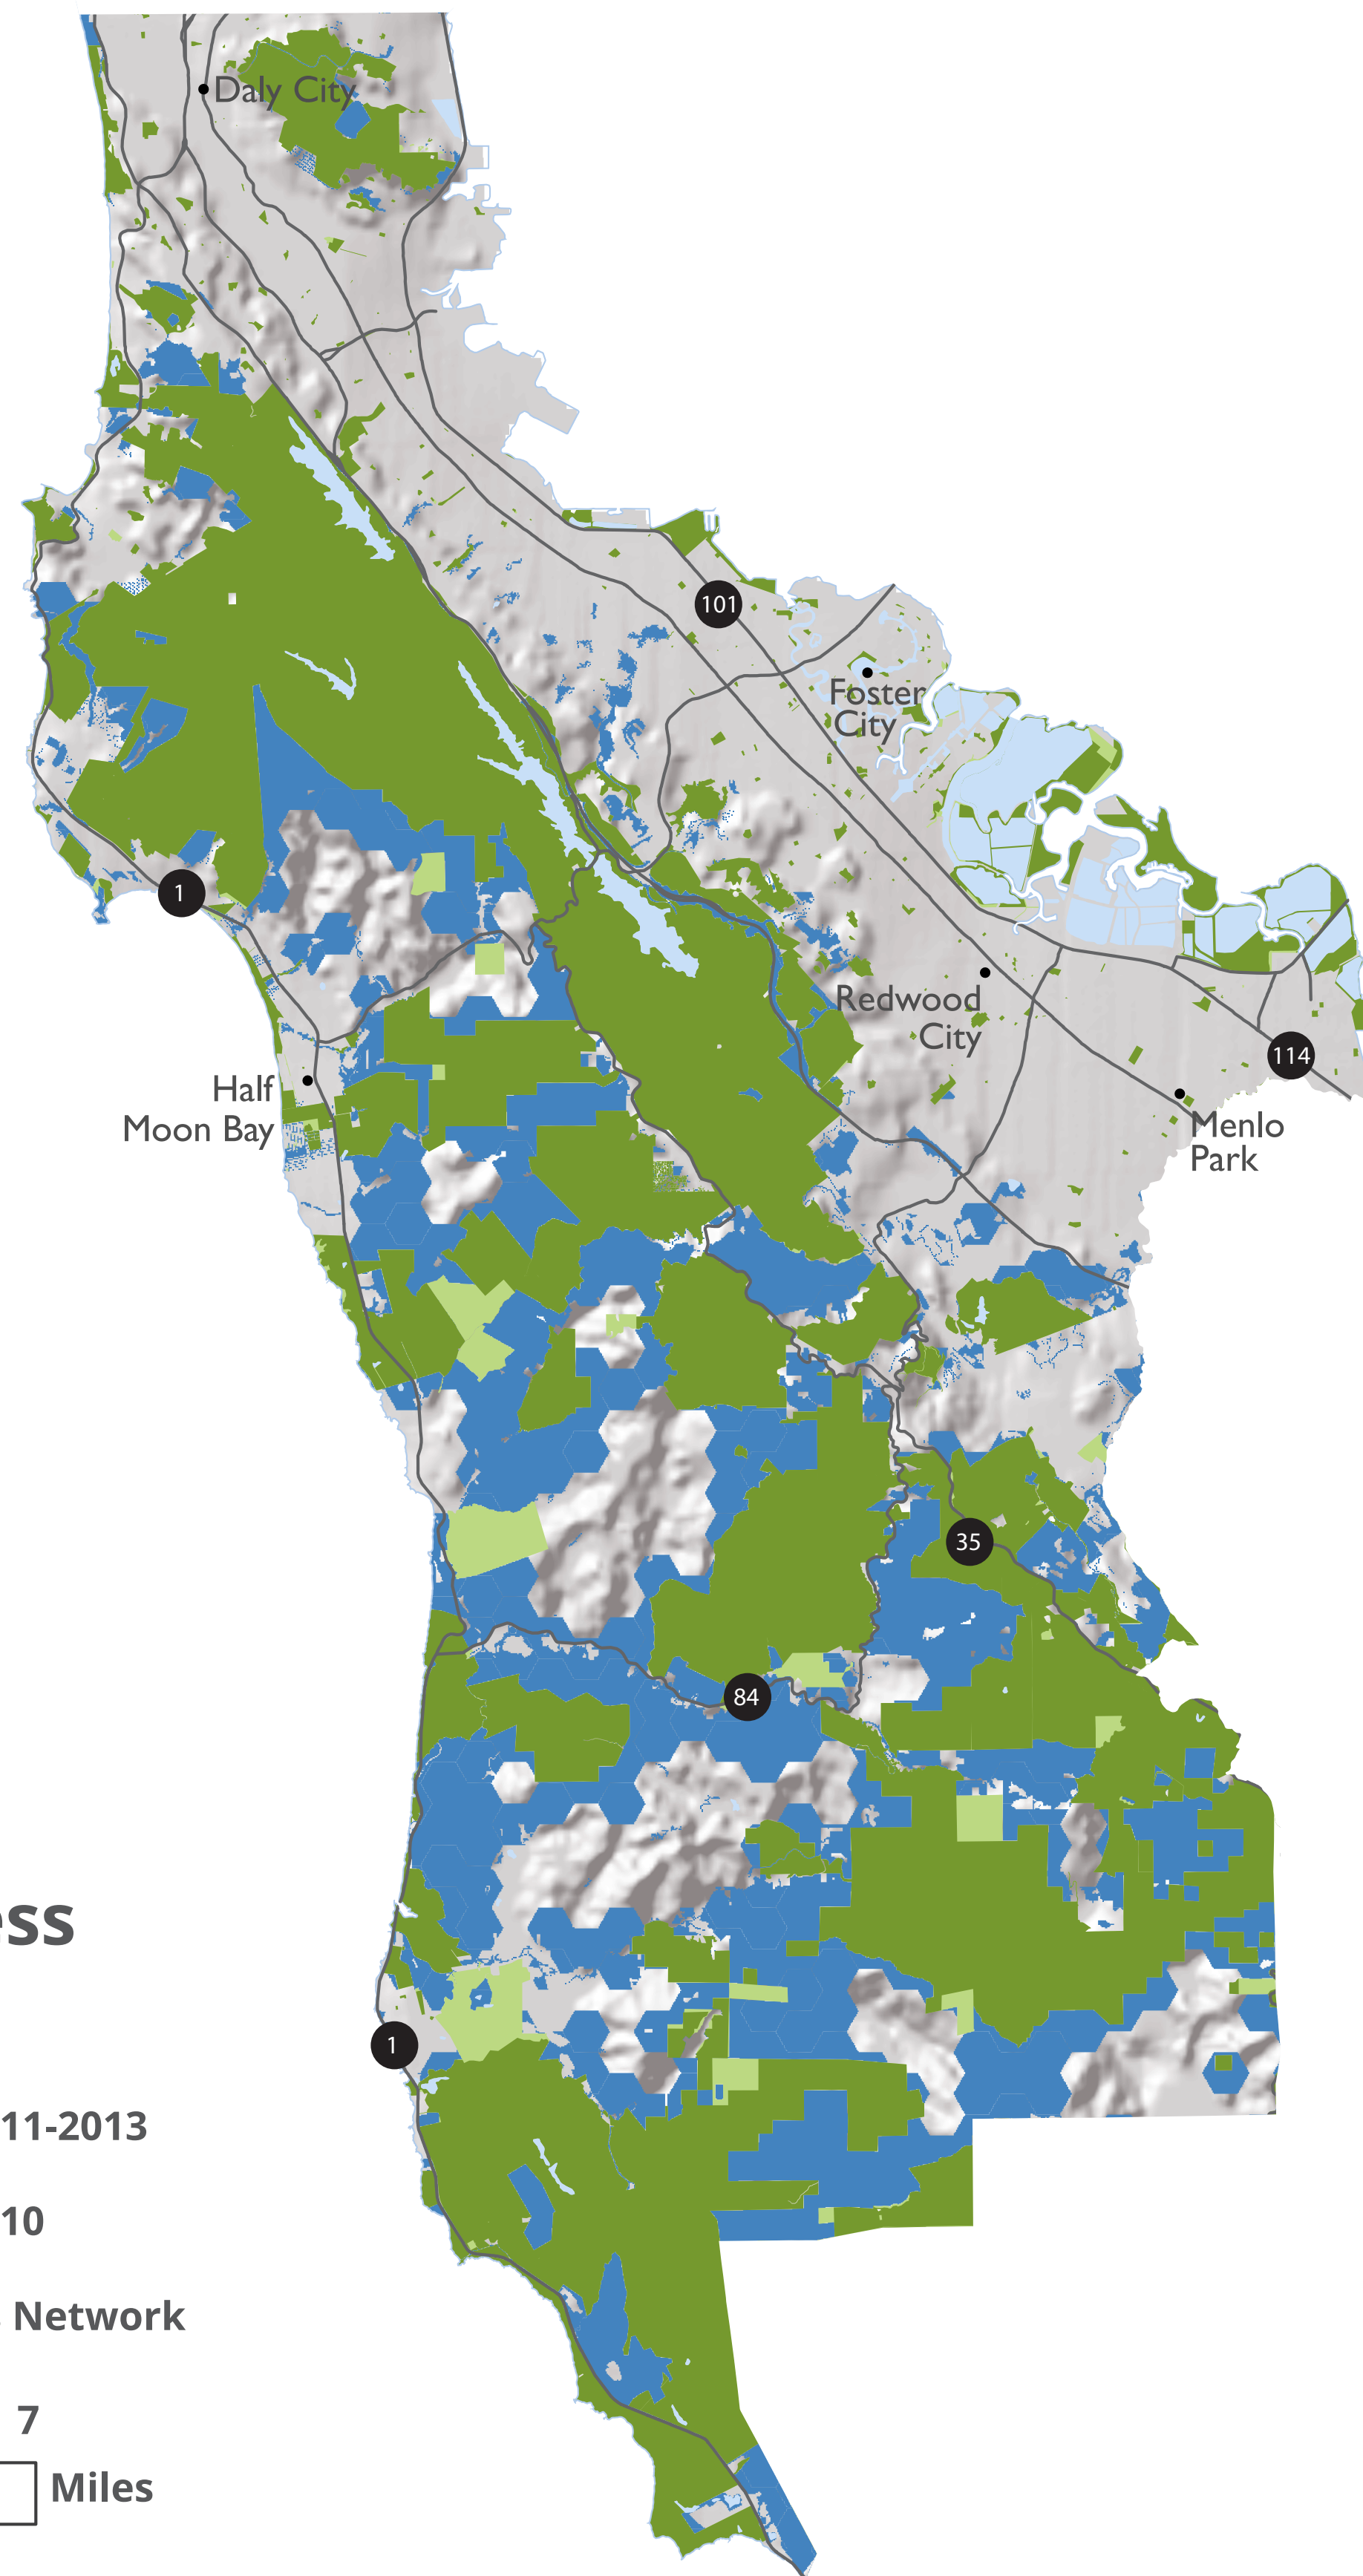 Daly City
101
Foster
City
1
Redwood
City
114
Half
Moon Bay
Menlo
Park
35
84
ess
1
11-2013
10
Network
7
Miles